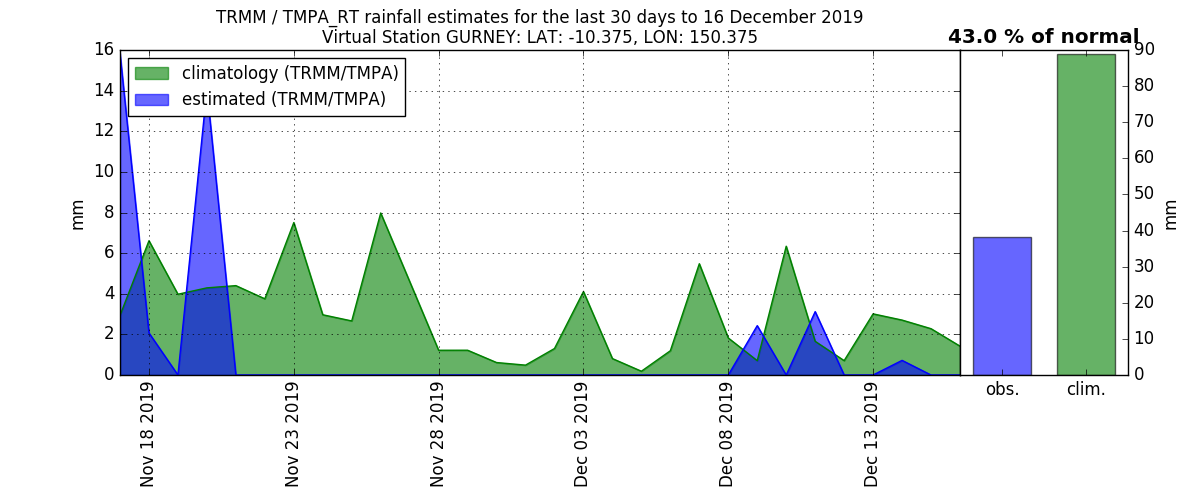 TRMM / TMPA_RT rainfall estimates for the last 30 days to 16 December 2019
Virtual Station GURNEY: LAT: -10.375, LON: 150.375
43.0 % of normal
climatology (TRMM/TMPA)
estimated (TRMM/TMPA)
mm
16
14
12
10
8
6
4
2
0
Nov 18 2019
Nov 23 2019
Nov 28 2019
Dec 03 2019
Dec 08 2019
Dec 13 2019
90
80
70
60
50
40
30
20
10
0
mm
obs.
clim.